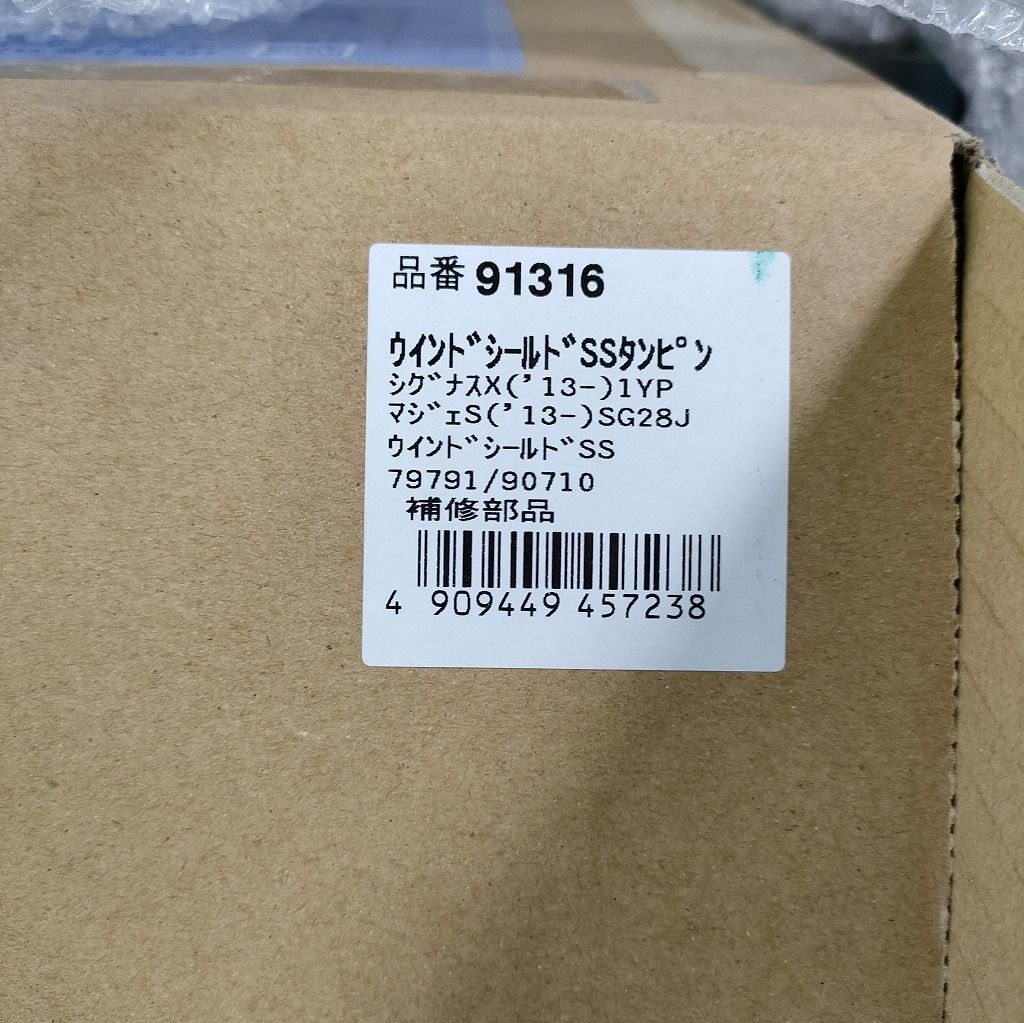 品番 91316
ｳｲﾝﾄﾞｼｰﾙﾄﾞSSﾀﾝﾋﾟﾝ
ｼｸﾞﾅｽX('13-)1YP
ﾏｼﾞｪS('13-)SG28J
ｳｲﾝﾄﾞｼｰﾙﾄﾞSS
79791/90710
補修部品
4 909449 457238